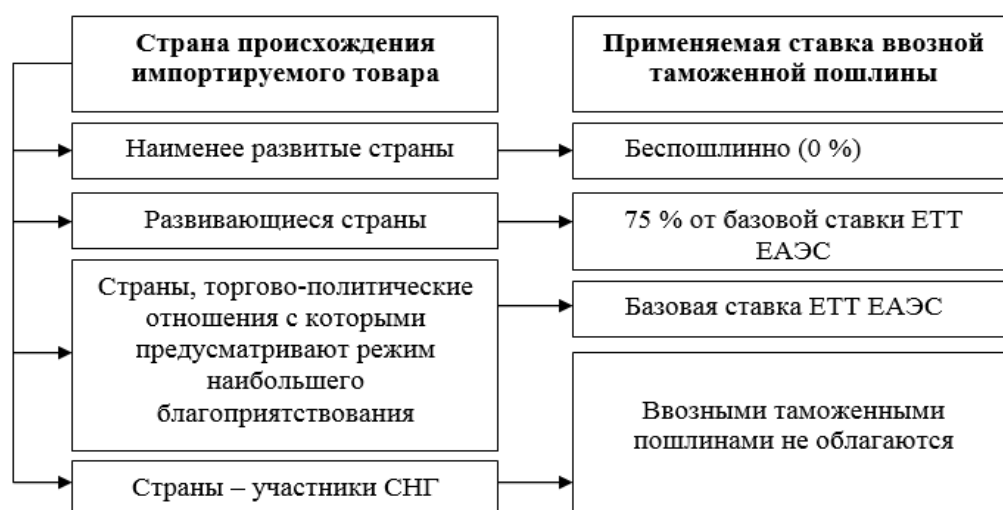 Страна происхождения
импортируемого товара
Применяемая ставка ввозной
таможенной пошлины
Наименее развитые страны
Беспошлинно (0 %)
Развивающиеся страны
75 % от базовой ставки ЕТТ
ЕАЭС
Страны, торгово-политические
отношения с которыми
предусматривают режим
наибольшего
благоприятствования
Базовая ставка ЕТТ ЕАЭС
Страны – участники СНГ
Ввозными таможенными
пошлинами не облагаются